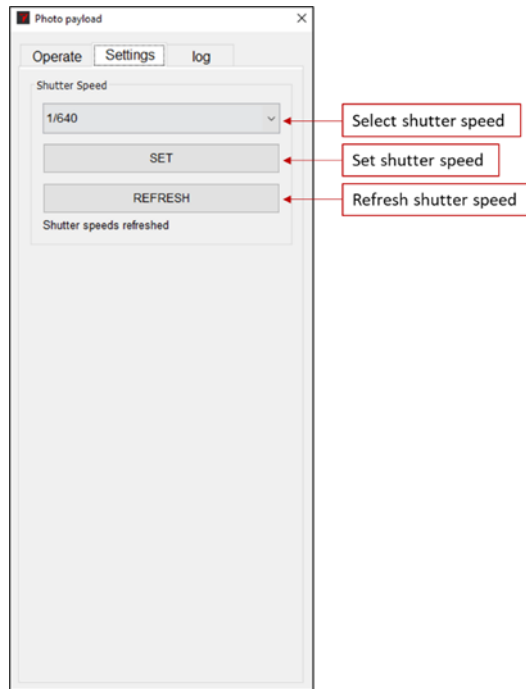 Photo payload
Operate Settings log
Shutter Speed
1/640
Select shutter speed
SET
Set shutter speed
REFRESH
Refresh shutter speed
Shutter speeds refreshed